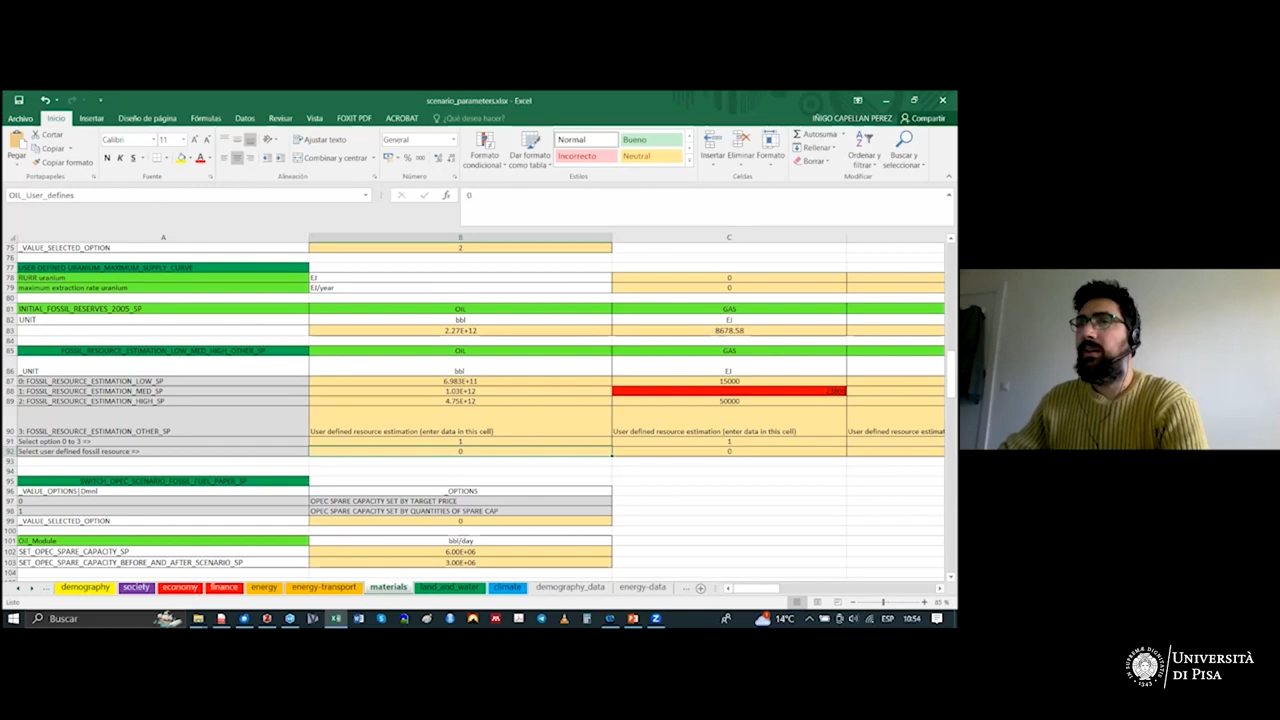 scenario_parameters.xlsx - Excel
Archivo Inicio Insertar Diseño de página Fórmulas Datos Revisar Vista FOXIT PDF ACROBAT ¿Qué desea hacer? IÑIGO CAPELLAN PEREZ Compartir
Pegar Cortar Copiar Copiar formato
Calibri 11 N K S
Ajustar texto Combinar y centrar
General % 000
Formato condicional Dar formato como tabla
Normal Bueno Incorrecto Neutral
Insertar Eliminar Formato
Autosuma Rellenar Borrar
Ordenar y filtrar Buscar y seleccionar
Portapapeles Fuente Alineación Número Estilos Celdas Modificar
OIL_User_defines fx 0
A B C
75 _VALUE_SELECTED_OPTION 2
76
77 USER DEFINED URANIUM_MAXIMUM_SUPPLY_CURVE
78 RURR uranium EJ 0
79 maximum extraction rate uranium EJ/year 0
80
81 INITIAL_FOSSIL_RESERVES_2005_SP OIL GAS
82 UNIT bbl EJ
83 2.27E+12 8678.58
84
85 FOSSIL_RESOURCE_ESTIMATION_LOW_MED_HIGH_OTHER_SP OIL GAS
86 _UNIT bbl EJ
87 0: FOSSIL_RESOURCE_ESTIMATION_LOW_SP 6.983E+11 15000
88 1: FOSSIL_RESOURCE_ESTIMATION_MED_SP 1.03E+12
89 2: FOSSIL_RESOURCE_ESTIMATION_HIGH_SP 4.75E+12 50000
90 3: FOSSIL_RESOURCE_ESTIMATION_OTHER_SP User defined resource estimation (enter data in this cell) User defined resource estimation (enter data in this cell) User defined resource estimat
91 Select option 0 to 3 => 1 1
92 Select user defined fossil resource => 0 0
93
94
95 SWITCH_OPEC_SCENARIO_FOSSIL_FUEL_PAPER_SP
96 _VALUE_OPTIONS|Dmnl _OPTIONS
97 0 OPEC SPARE CAPACITY SET BY TARGET PRICE
98 1 OPEC SPARE CAPACITY SET BY QUANTITIES OF SPARE CAP
99 _VALUE_SELECTED_OPTION 0
100
101 Oil_Module bbl/day
102 SET_OPEC_SPARE_CAPACITY_SP 6.00E+06
103 SET_OPEC_SPARE_CAPACITY_BEFORE_AND_AFTER_SCENARIO_SP 3.00E+06
104
... demography society economy finance energy energy-transport materials land_and_water climate demography_data energy-data ...
Listo 85 %
Buscar 14°C ESP 10:54
IN SUPREMÆ DIGNITATIS
1343
UNIVERSITÀ
DI PISA